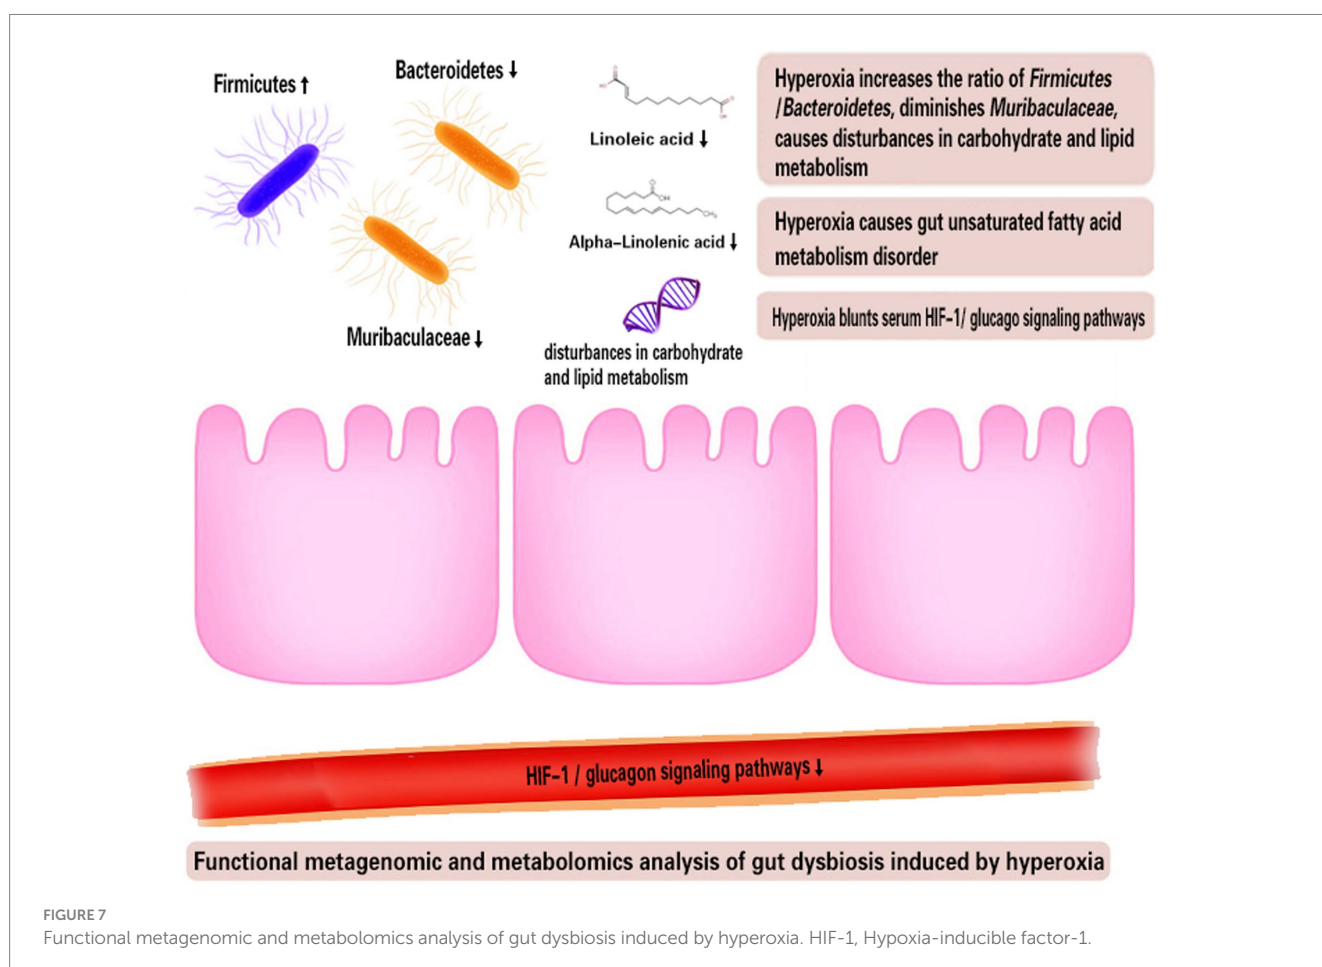 Firmicutes ↑
Bacteroidetes ↓
Muribaculaceae ↓
Linoleic acid ↓
Alpha-Linolenic acid ↓
OH
CH₃
disturbances in carbohydrate
and lipid metabolism
Hyperoxia increases the ratio of Firmicutes
/Bacteroidetes, diminishes Muribaculaceae,
causes disturbances in carbohydrate and lipid
metabolism
Hyperoxia causes gut unsaturated fatty acid
metabolism disorder
Hyperoxia blunts serum HIF-1/ glucago signaling pathways
HIF-1 / glucagon signaling pathways ↓
Functional metagenomic and metabolomics analysis of gut dysbiosis induced by hyperoxia
FIGURE 7
Functional metagenomic and metabolomics analysis of gut dysbiosis induced by hyperoxia. HIF-1, Hypoxia-inducible factor-1.